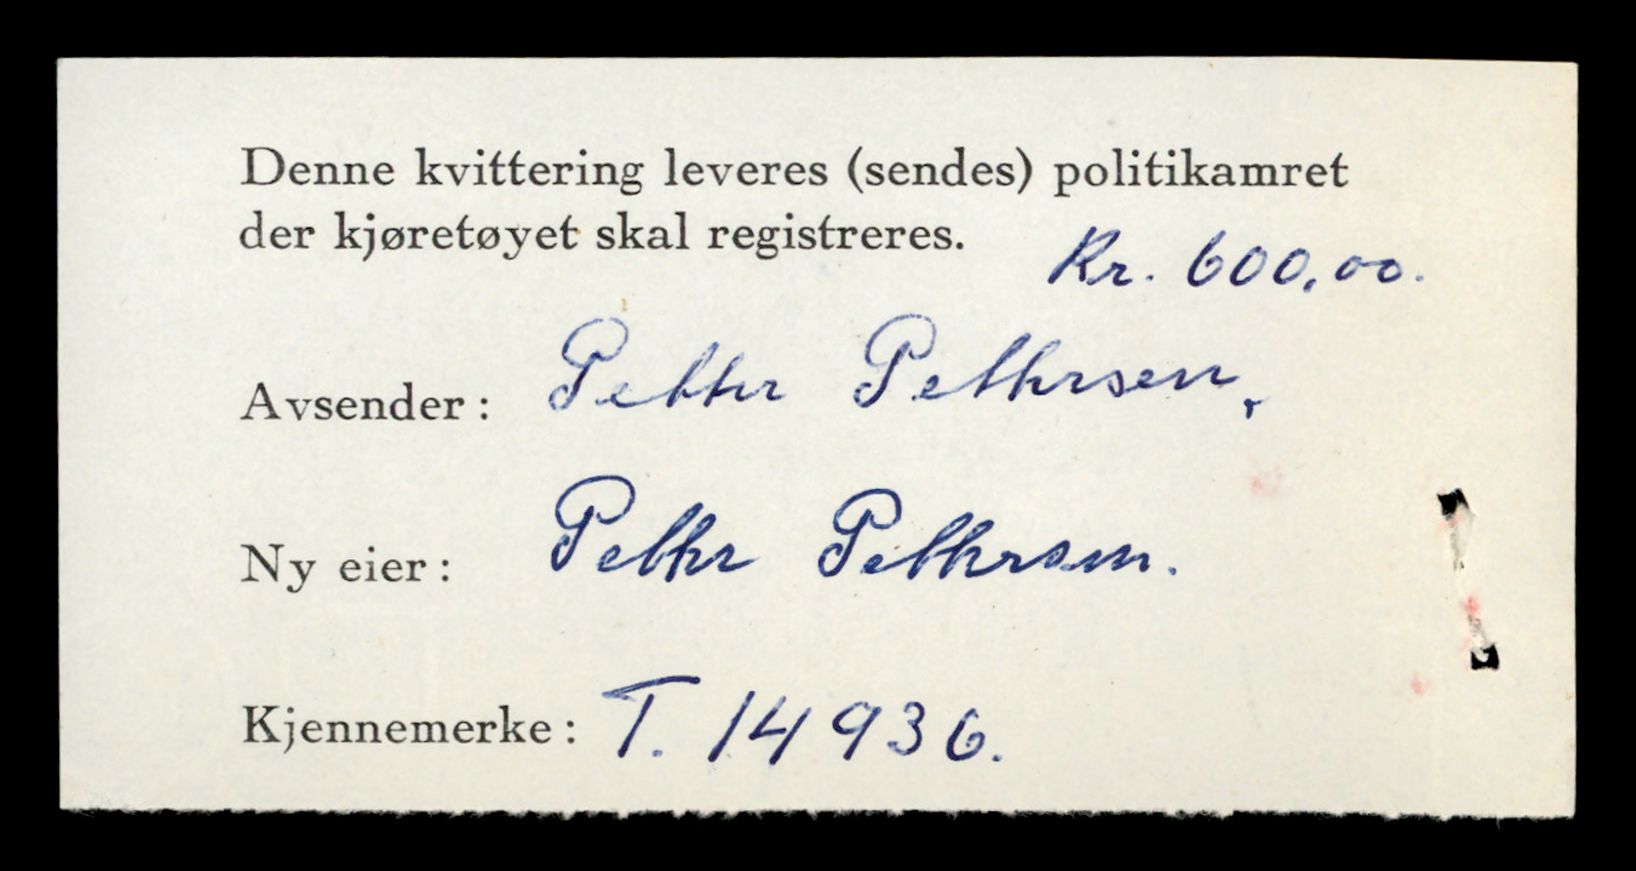 Denne kvittering leveres (sendes) politikamret
der kjøretøyet skal registreres.
Kr. 600,00.
Avsender: Petter Pettersen,
Ny eier: Petter Pettersen.
Kjennemerke: T. 14936.